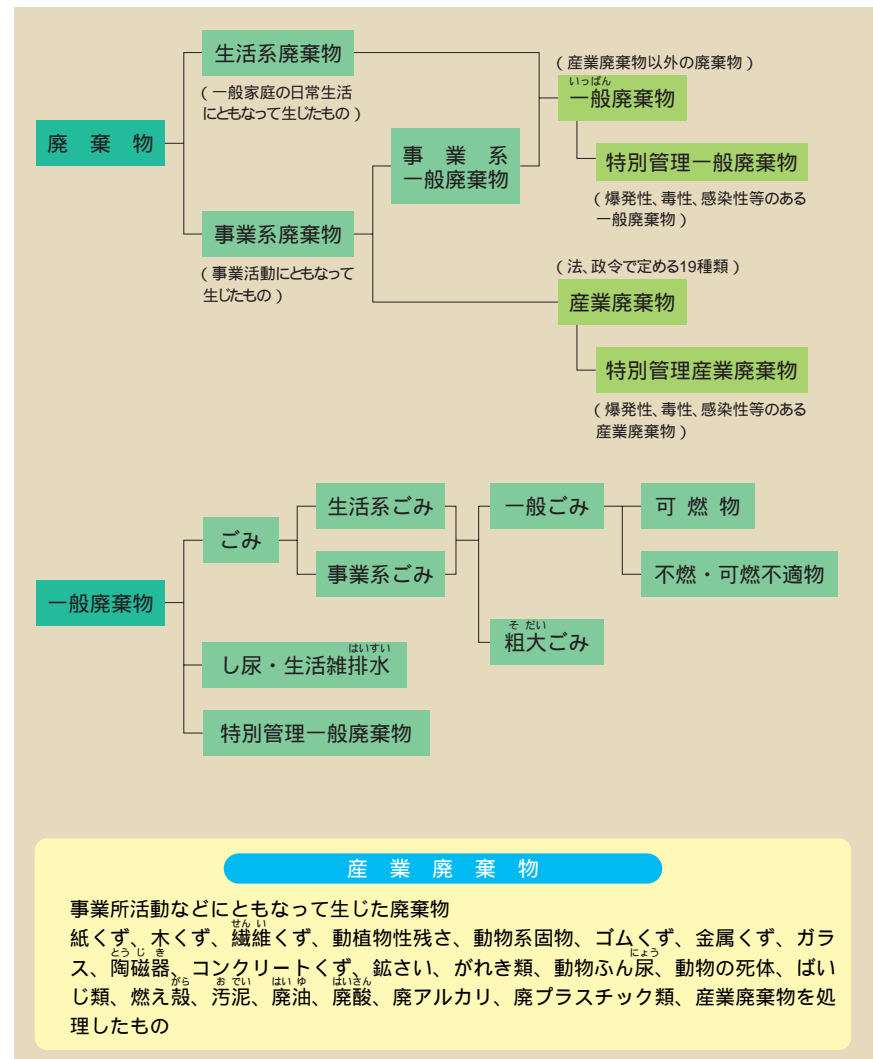 生活系廃棄物
(一般家庭の日常生活
にともなって生じたもの)
廃棄物
事業系
一般廃棄物
事業系廃棄物
(事業活動にともなって
生じたもの)
(産業廃棄物以外の廃棄物)
いっぱん
一般廃棄物
特別管理一般廃棄物
(爆発性、毒性、感染性等のある
一般廃棄物)
(法、政令で定める19種類)
産業廃棄物
特別管理産業廃棄物
(爆発性、毒性、感染性等のある
産業廃棄物)
一般廃棄物
ごみ
生活系ごみ
事業系ごみ
一般ごみ
可燃物
不燃・可燃不適物
そだい
粗大ごみ
はいすい
し尿・生活雑排水
特別管理一般廃棄物
産業廃棄物
事業所活動などにともなって生じた廃棄物
せんい
紙くず、木くず、繊維くず、動植物性残さ、動物系固物、ゴムくず、金属くず、ガラ
とうじき にょう
ス、陶磁器、コンクリートくず、鉱さい、がれき類、動物ふん尿、動物の死体、ばい
がら おでい はいゆ はいさん
じ類、燃え殻、汚泥、廃油、廃酸、廃アルカリ、廃プラスチック類、産業廃棄物を処
理したもの